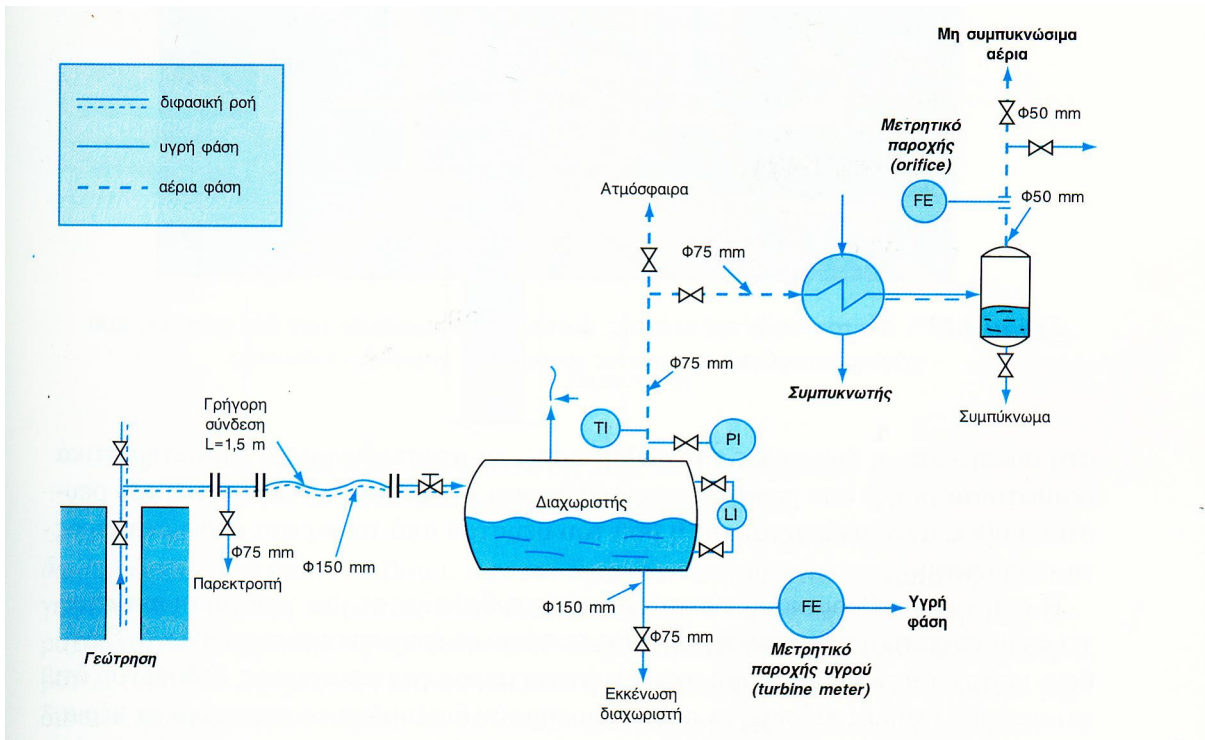 διφασική ροή
υγρή φάση
αέρια φάση
Μη συμπυκνώσιμα
αέρια
Φ50 mm
Μετρητικό
παροχής
(orifice)
FE
Φ50 mm
Ατμόσφαιρα
Φ75 mm
Φ75 mm
Συμπυκνωτής
Συμπύκνωμα
Γρήγορη
σύνδεση
L=1,5 m
TI
PI
Διαχωριστής
LI
Φ75 mm
Παρεκτροπή
Φ150 mm
Γεώτρηση
Φ150 mm
FE
Υγρή
φάση
Φ75 mm
Μετρητικό
παροχής υγρού
(turbine meter)
Εκκένωση
διαχωριστή